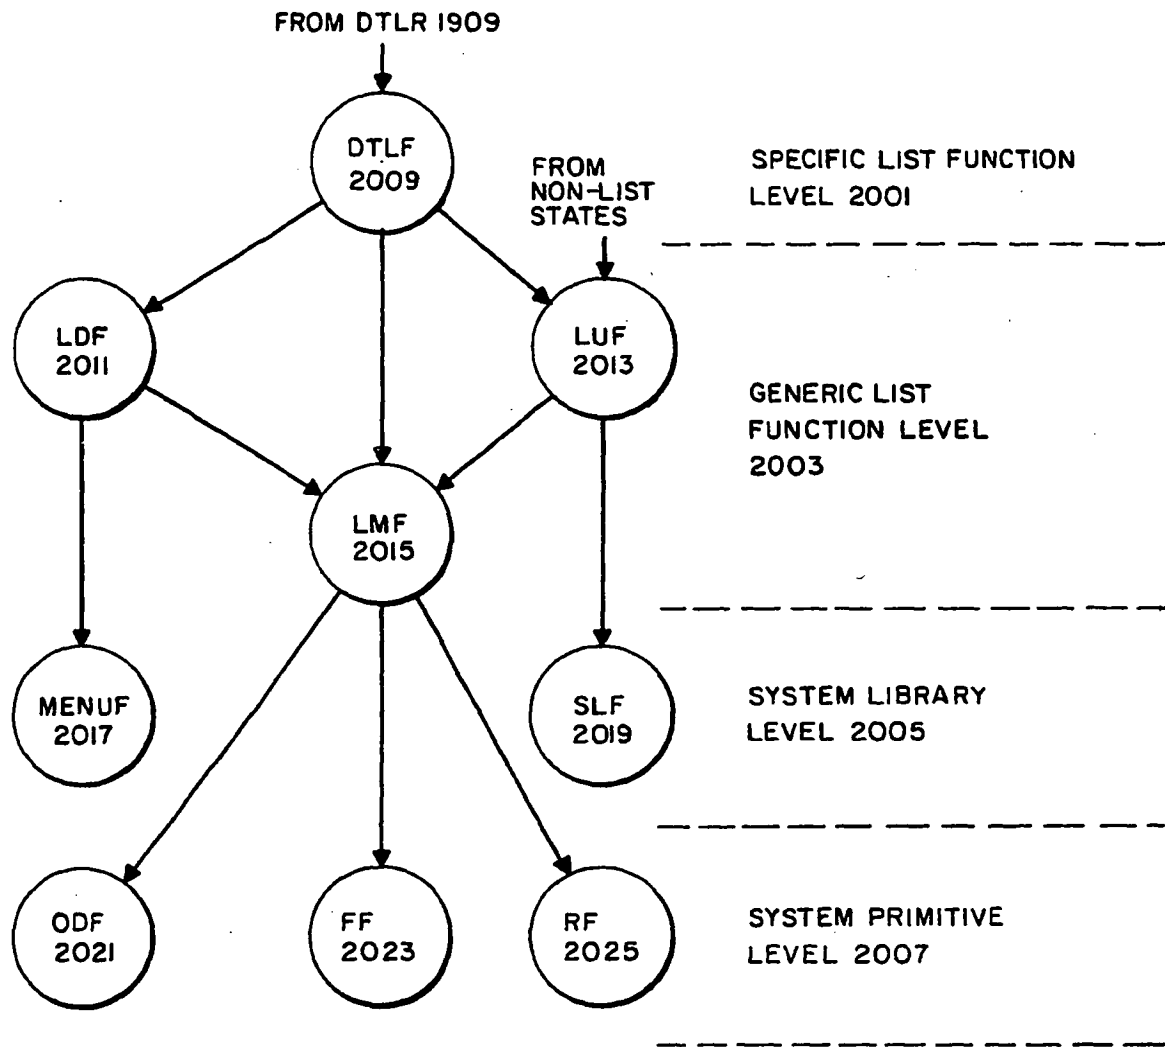 FROM DTLR 1909
DTLF
2009
FROM
NON-LIST
STATES
SPECIFIC LIST FUNCTION
LEVEL 2001
LDF
2011
LUF
2013
GENERIC LIST
FUNCTION LEVEL
2003
LMF
2015
MENUF
2017
SLF
2019
SYSTEM LIBRARY
LEVEL 2005
ODF
2021
FF
2023
RF
2025
SYSTEM PRIMITIVE
LEVEL 2007